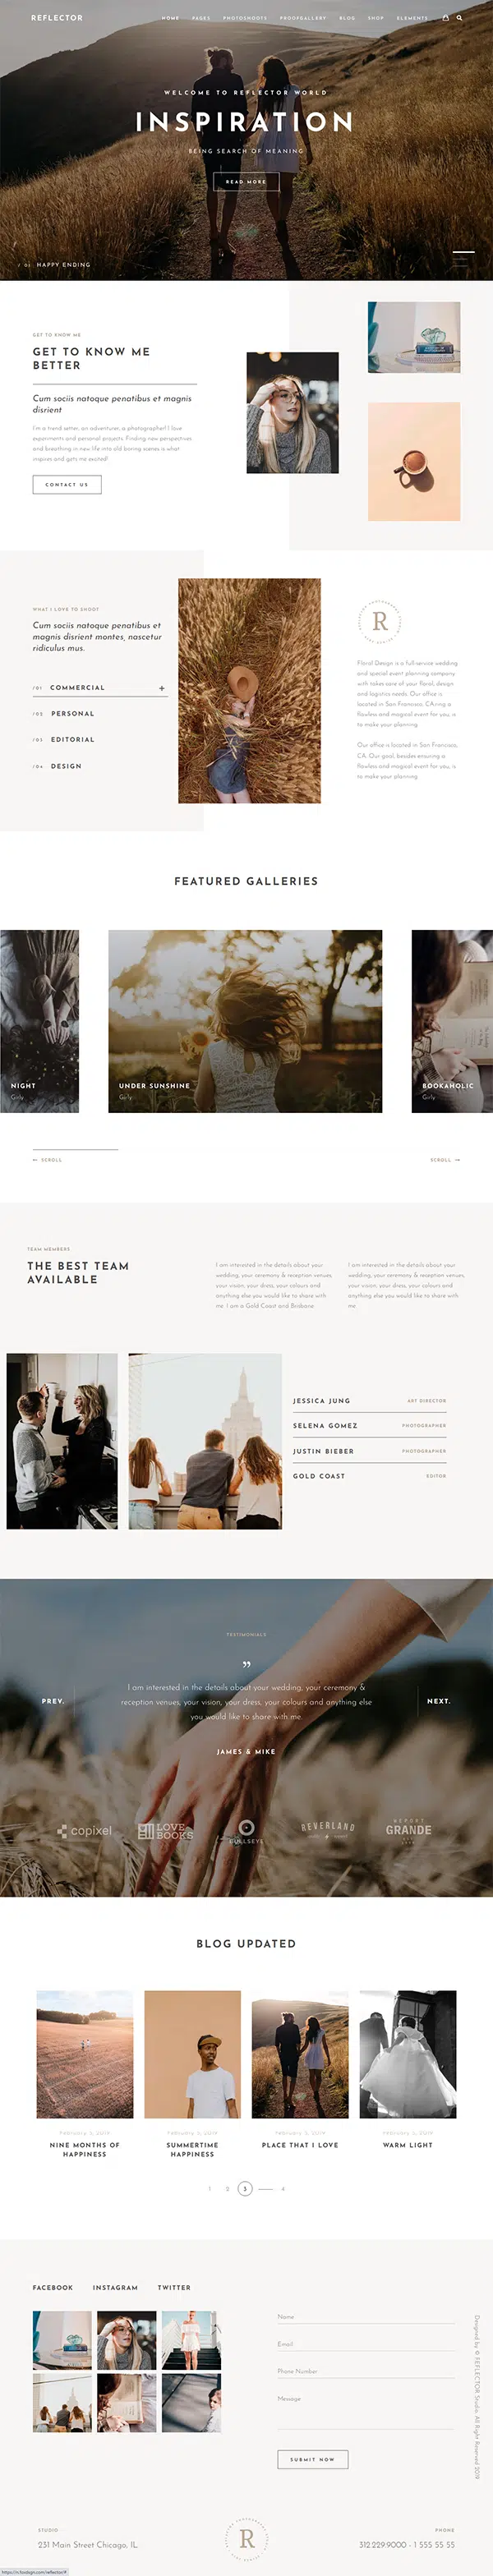 REFLECTOR
HOME PAGES PHOTOSHOOTS PROOFGALLERY BLOG SHOP ELEMENTS
WELCOME TO REFLECTOR WORLD
INSPIRATION
BEING SEARCH OF MEANING
READ MORE
/ 01 HAPPY ENDING
GET TO KNOW ME
GET TO KNOW ME
BETTER
Cum sociis natoque penatibus et magnis
disrient
I'm a trend setter, an adventurer, a photographer! I love
experiments and personal projects. Finding new perspectives
and breathing in new life into old boring scenes is what
inspires and gets me excited!
CONTACT US
WHAT I LOVE TO SHOOT
Cum sociis natoque penatibus et
magnis disrient montes, nascetur
ridiculus mus.
/01 COMMERCIAL +
/02 PERSONAL
/03 EDITORIAL
/04 DESIGN
R
Floral Design is a full-service wedding
and special event planning company
with takes care of your floral, design
and logistic needs. Our office is
located in San Francisco, CA.ring a
flawless and magical event for you, is
to make your planning.
Our office is located in San Francisco,
CA. Our goal, besides ensuring a
flawless and magical event for you, is
to make your planning.
FEATURED GALLERIES
NIGHT
Girly
UNDER SUNSHINE
Girly
BOOKAHOLIC
Girly
← SCROLL
SCROLL →
TEAM MEMBERS
THE BEST TEAM
AVAILABLE
I am interested in the details about your
wedding, your ceremony & reception venues,
your vision, your dress, your colours and
anything else you would like to share with
me. I am a Gold Coast and Brisbane
I am interested in the details about your
wedding, your ceremony & reception venues,
your vision, your dress, your colours and
anything else you would like to share with
me.
JESSICA JUNG ART DIRECTOR
SELENA GOMEZ PHOTOGRAPHER
JUSTIN BIEBER PHOTOGRAPHER
GOLD COAST EDITOR
TESTIMONIALS
”
I am interested in the details about your wedding, your ceremony &
reception venues, your vision, your dress, your colours and anything else
you would like to share with me.
PREV.
NEXT.
JAMES & MIKE
copixel
LOVE
BOOKS
BULLSEYE
REVERLAND
REPORT
GRANDE
BLOG UPDATED
February 5, 2019
NINE MONTHS OF
HAPPINESS
February 5, 2019
SUMMERTIME
HAPPINESS
February 5, 2019
PLACE THAT I LOVE
February 5, 2019
WARM LIGHT
1 2 3 4
FACEBOOK INSTAGRAM TWITTER
Name
Email
Phone Number
Message
SUBMIT NOW
Designed by © REFLECTOR Studio. All Right Reserved 2019
STUDIO
231 Main Street Chicago, IL
R
PHONE
312.229.9000 - 1 555 55 55